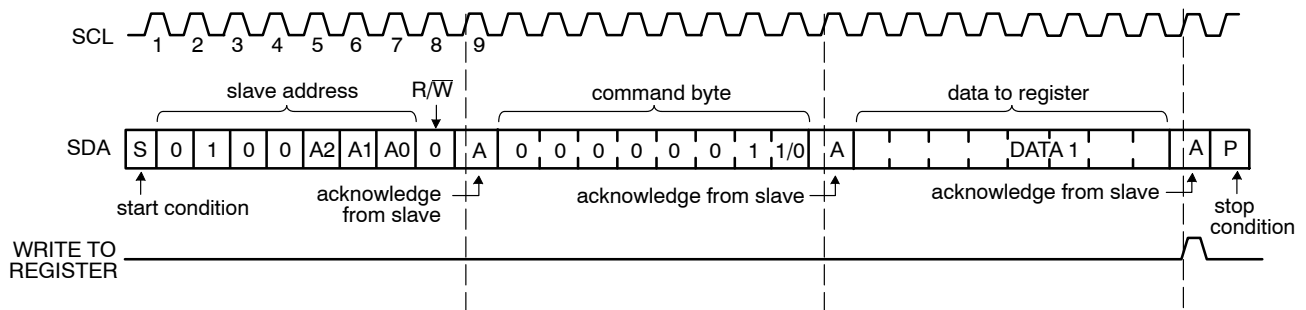 SCL
1 2 3 4 5 6 7 8 9
slave address
R/W̅
command byte
data to register
SDA
S 0 1 0 0 A2 A1 A0 0 A 0 0 0 0 0 0 1 1/0 A DATA 1 A P
start condition
acknowledge
from slave
acknowledge from slave
acknowledge from slave
stop
condition
WRITE TO
REGISTER